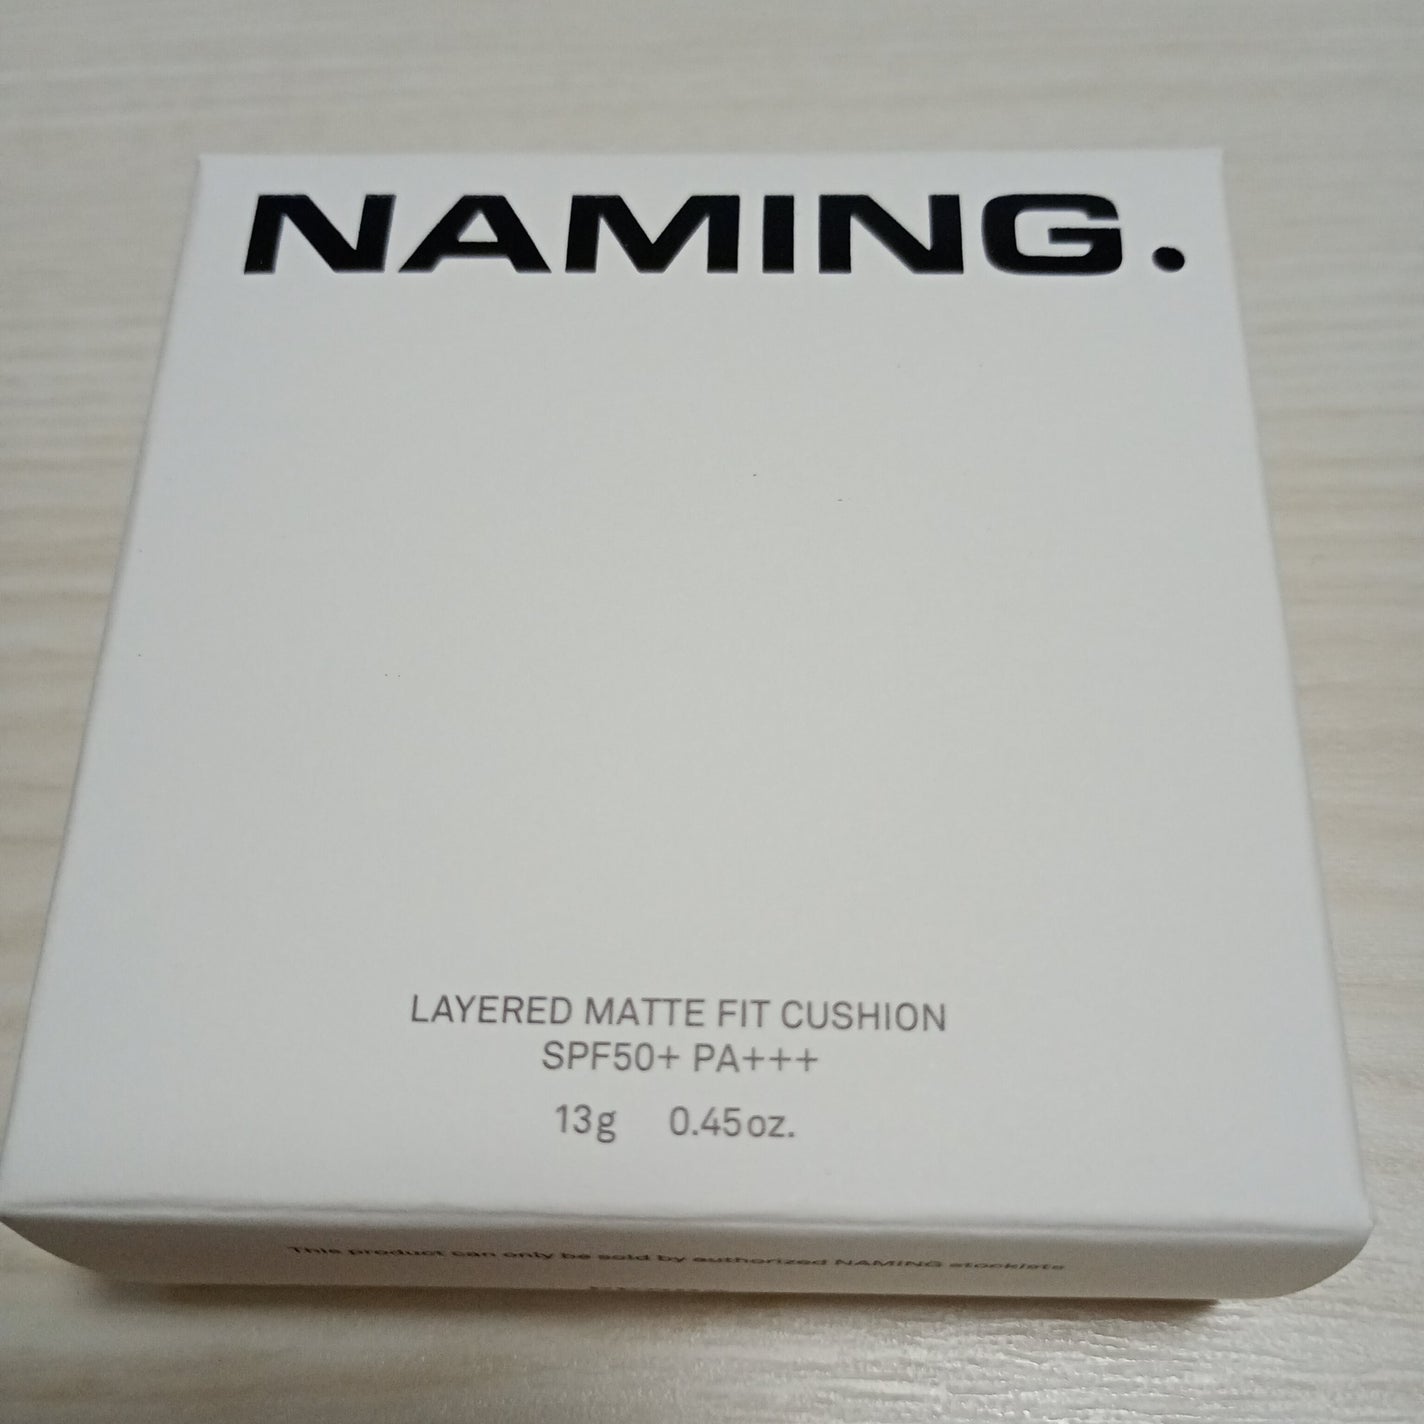 NAMING.
LAYERED MATTE FIT CUSHION
SPF50+ PA+++
13g 0.45oz.
This product can only be sold by authorized NAMING stockists